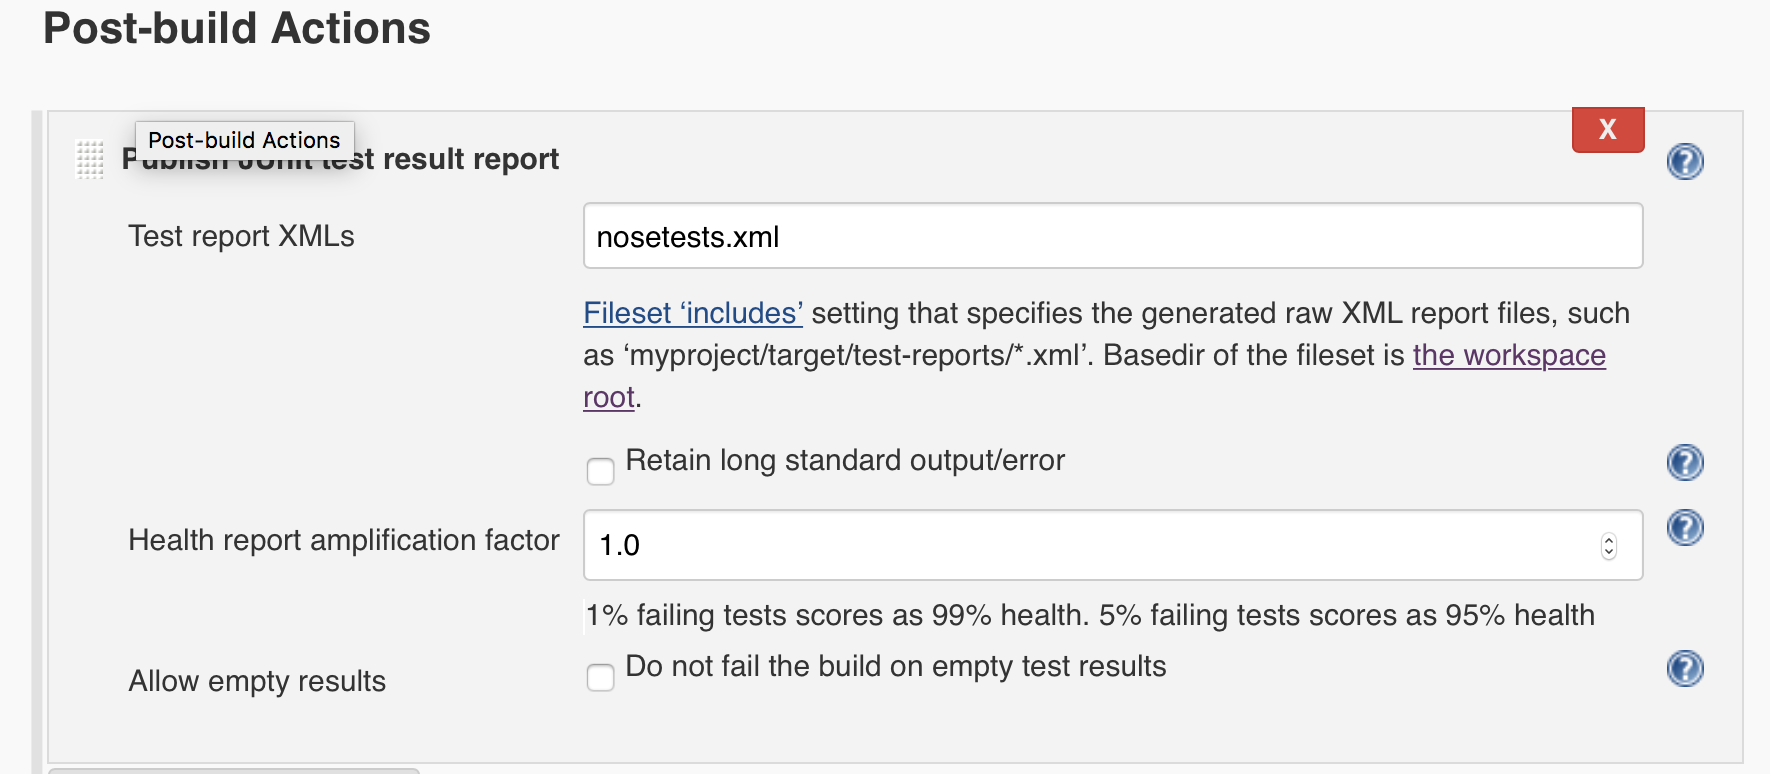 Post-build Actions
Post-build Actions
Publish JUnit test result report
X
?
Test report XMLs
nosetests.xml
Fileset ‘includes’ setting that specifies the generated raw XML report files, such
as ‘myproject/target/test-reports/*.xml’. Basedir of the fileset is the workspace
root.
Retain long standard output/error
?
Health report amplification factor
1.0
?
1% failing tests scores as 99% health. 5% failing tests scores as 95% health
Allow empty results
Do not fail the build on empty test results
?